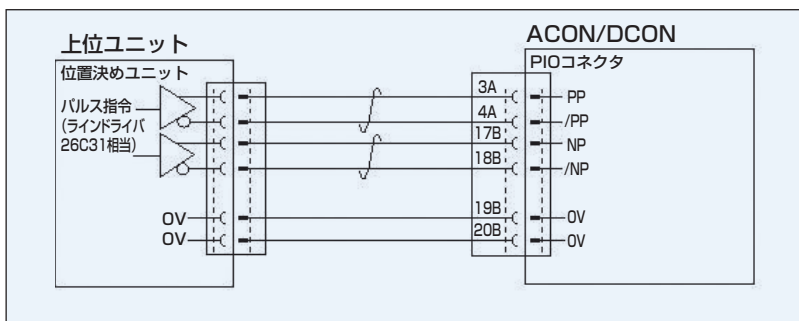 上位ユニット
位置決めユニット
パルス指令
(ラインドライバ
26C31相当)
0V
0V
3A
4A
17B
18B
19B
20B
ACON/DCON
PIOコネクタ
PP
/PP
NP
/NP
0V
0V